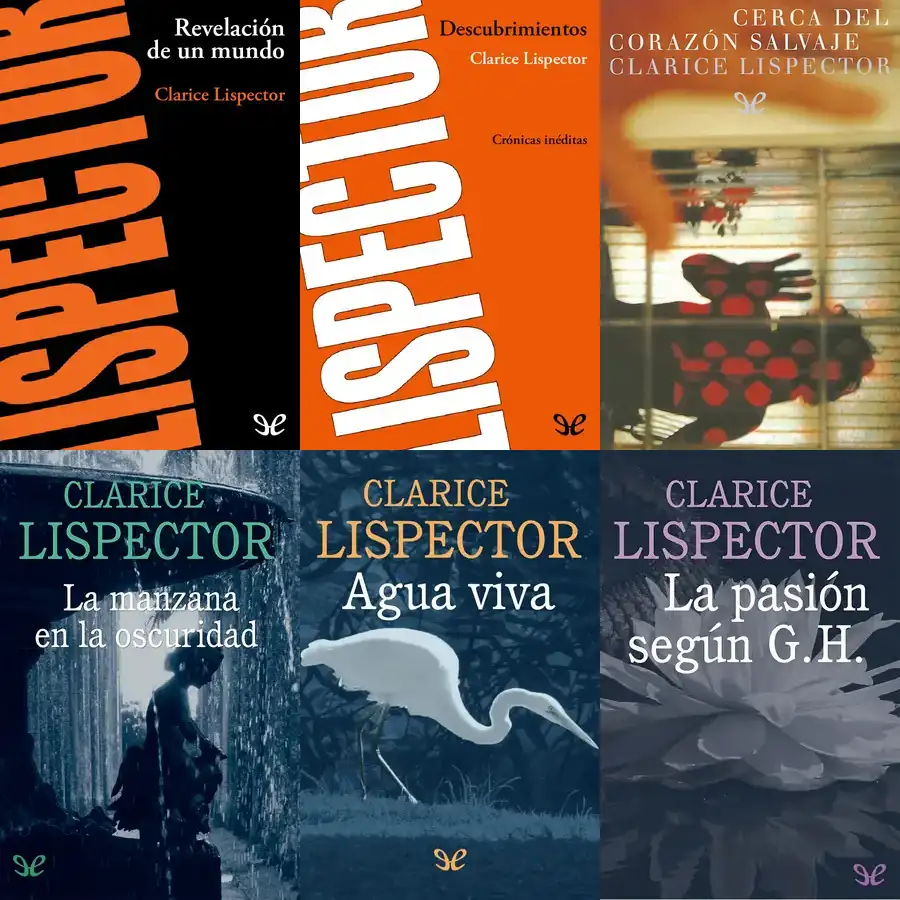 LISPECTOR
Revelación
de un mundo
Clarice Lispector
LISPECTOR
Descubrimientos
Clarice Lispector
Crónicas inéditas
CERCA DEL
CORAZÓN SALVAJE
CLARICE LISPECTOR
CLARICE
LISPECTOR
La manzana
en la oscuridad
CLARICE
LISPECTOR
Agua viva
CLARICE
LISPECTOR
La pasión
según G.H.